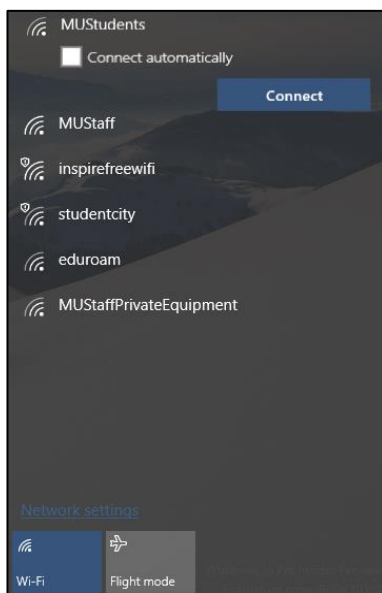 MUStudents
Connect automatically
Connect
MUStaff
inspirefreewifi
studentcity
eduroam
MUStaffPrivateEquipment
Network settings
Wi-Fi
Flight mode